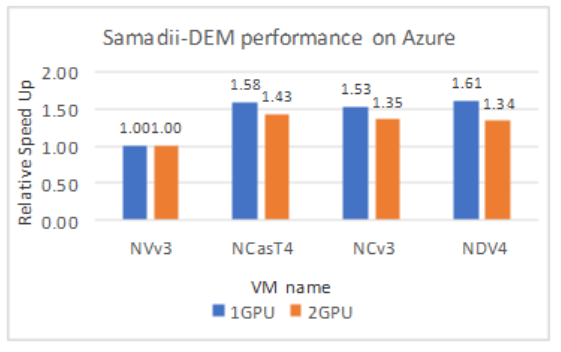 Samadii-DEM performance on Azure
Relative Speed Up
2.00
1.50
1.00
0.50
0.00
1.00 1.00
1.58 1.43
1.53 1.35
1.61 1.34
NVv3 NCasT4 NCv3 NDV4
VM name
1GPU 2GPU